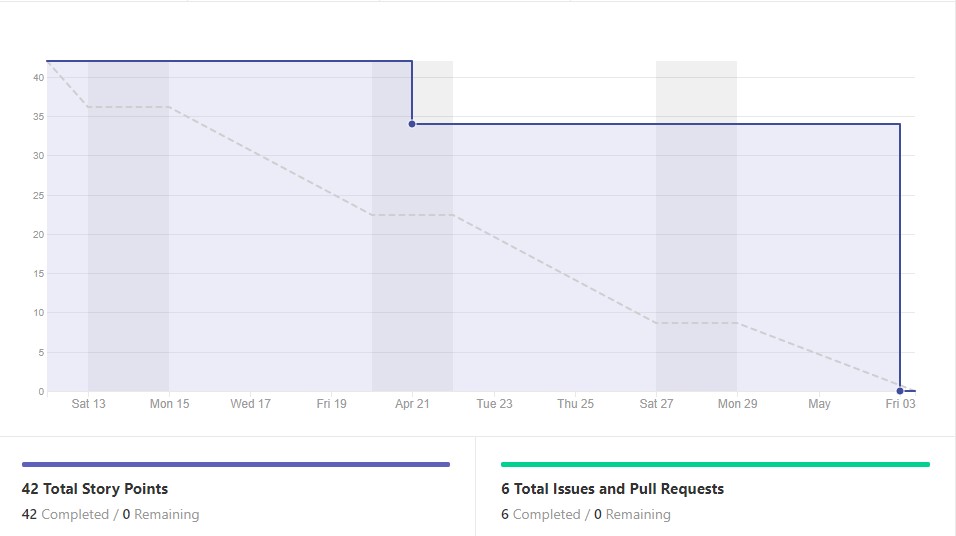 40
35
30
25
20
15
10
5
0
Sat 13 Mon 15 Wed 17 Fri 19 Apr 21 Tue 23 Thu 25 Sat 27 Mon 29 May Fri 03
42 Total Story Points
42 Completed / 0 Remaining
6 Total Issues and Pull Requests
6 Completed / 0 Remaining